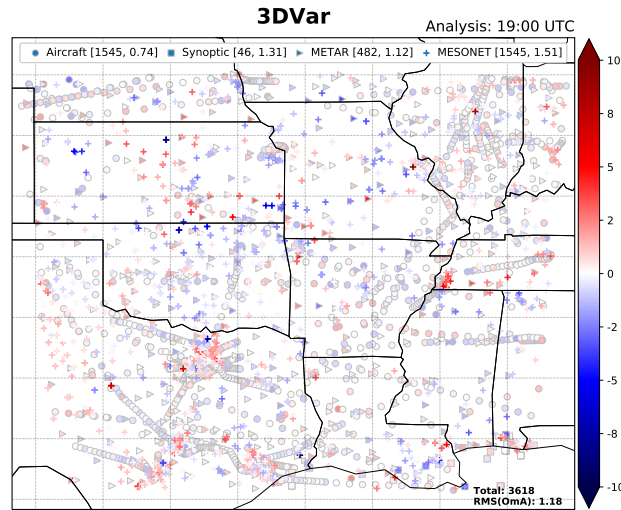 3DVar
Analysis: 19:00 UTC
Aircraft [1545, 0.74] Synoptic [46, 1.31] METAR [482, 1.12] MESONET [1545, 1.51]
10
8
5
2
0
-2
-5
-8
-10
Total: 3618
RMS(OmA): 1.18